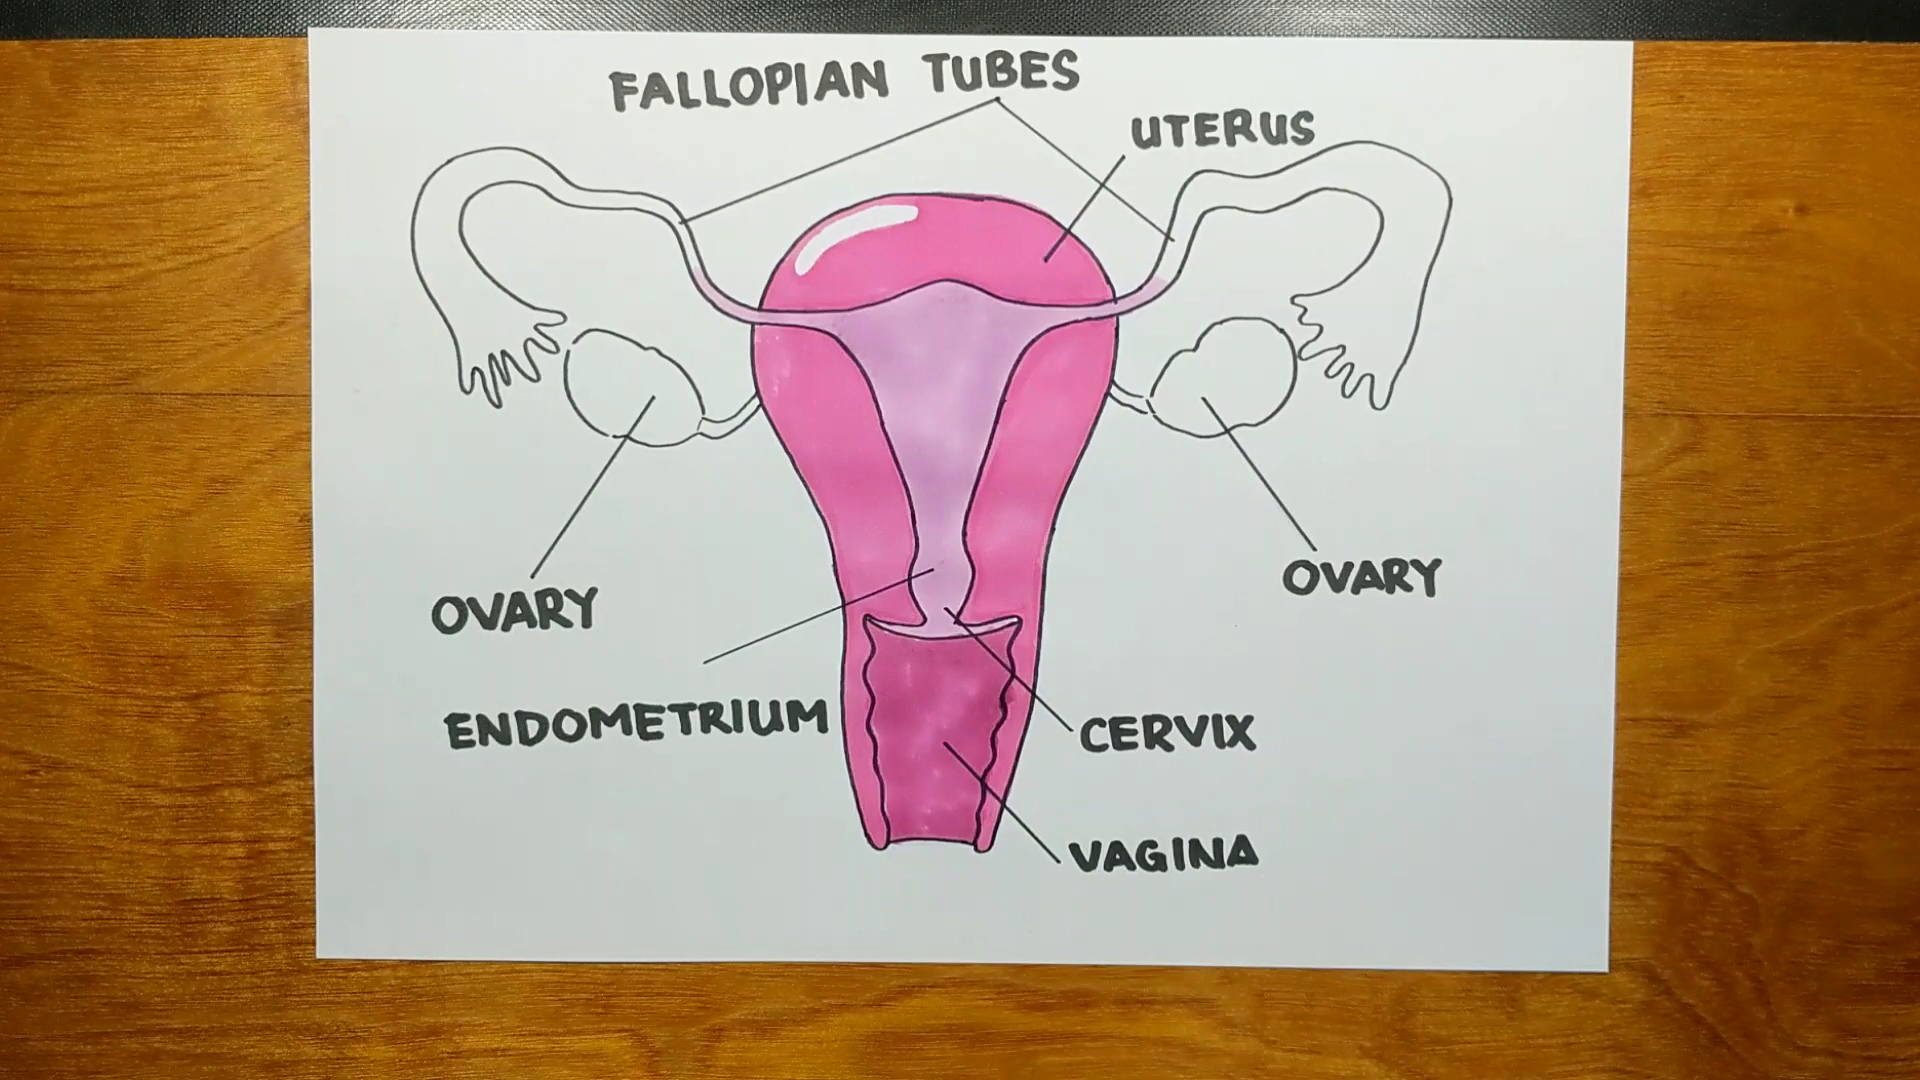 FALLOPIAN TUBES
UTERUS
OVARY
OVARY
ENDOMETRIUM
CERVIX
VAGINA